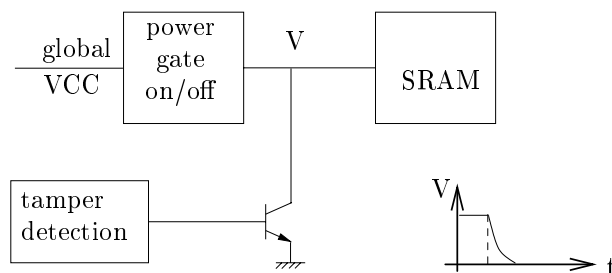 global
VCC
power
gate
on/off
V
SRAM
tamper
detection
V
t